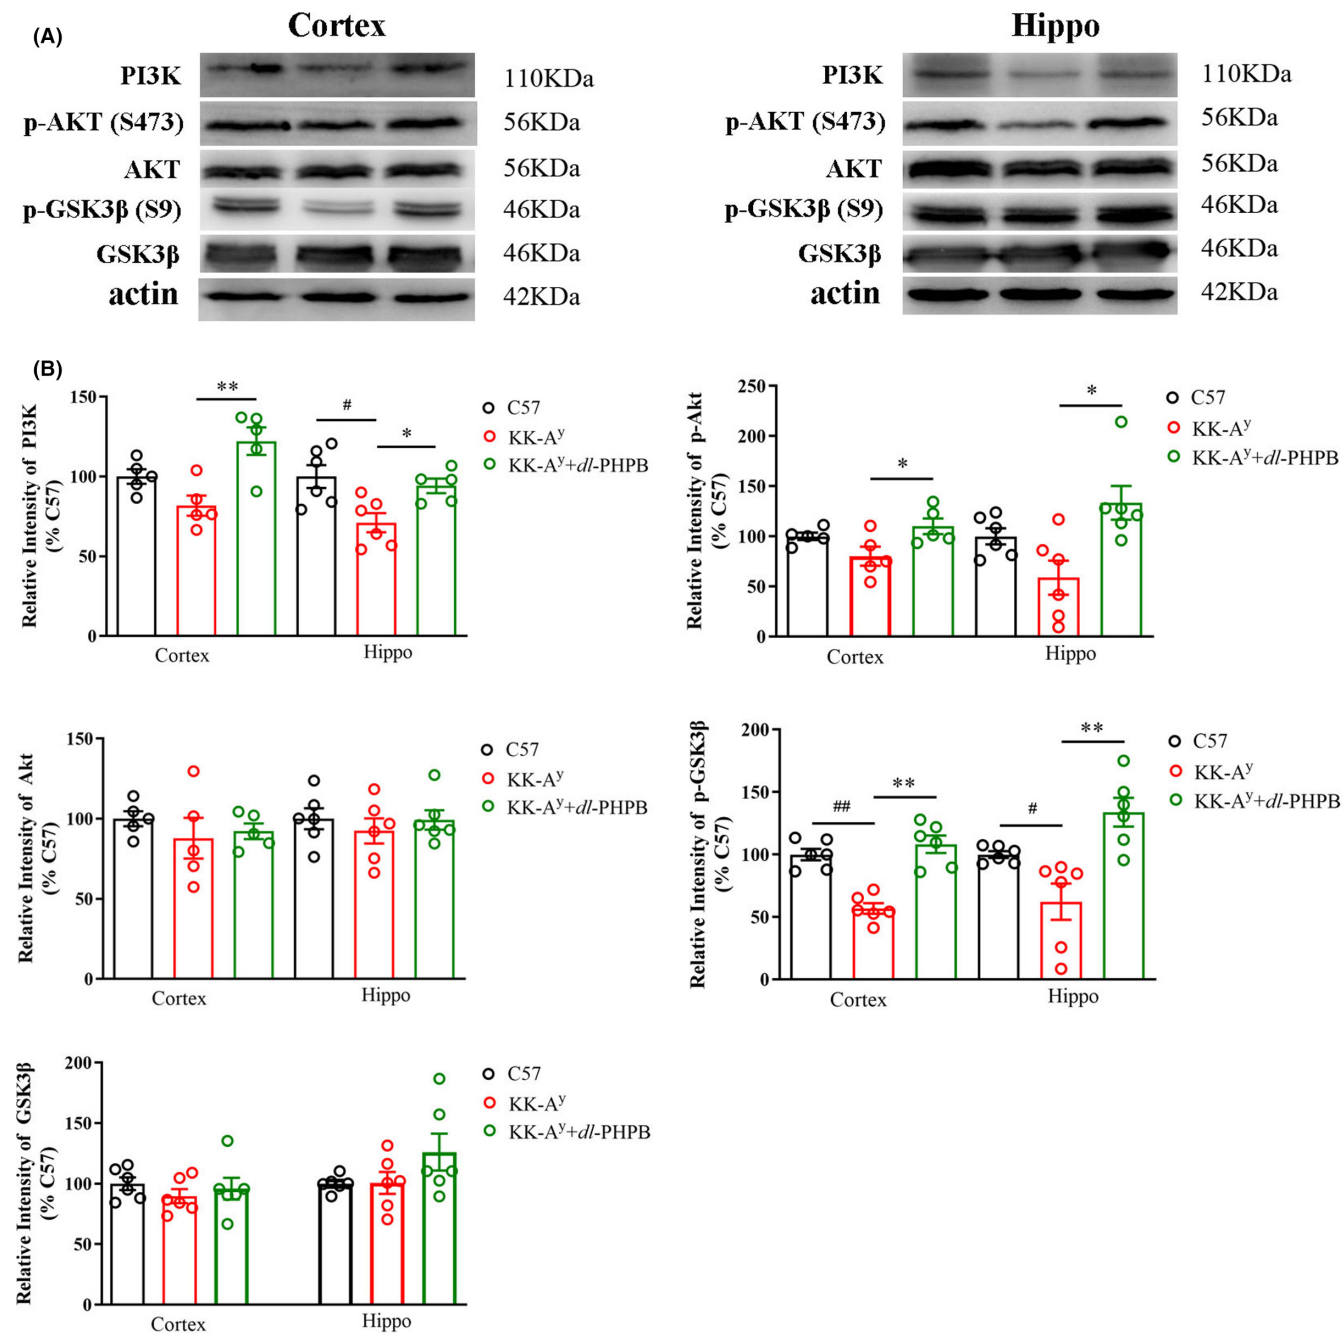 (A)
Cortex
PI3K 110KDa
p-AKT (S473) 56KDa
AKT 56KDa
p-GSK3β (S9) 46KDa
GSK3β 46KDa
actin 42KDa
Hippo
PI3K 110KDa
p-AKT (S473) 56KDa
AKT 56KDa
p-GSK3β (S9) 46KDa
GSK3β 46KDa
actin 42KDa
(B)
Relative Intensity of PI3K
(% C57)
150
100
50
0
** # *
Cortex Hippo
C57
KK-Aʸ
KK-Aʸ+dl-PHPB
Relative Intensity of p-Akt
(% C57)
250
200
150
100
50
0
* *
Cortex Hippo
C57
KK-Aʸ
KK-Aʸ+dl-PHPB
Relative Intensity of Akt
(% C57)
150
100
50
0
Cortex Hippo
C57
KK-Aʸ
KK-Aʸ+dl-PHPB
Relative Intensity of p-GSK3β
(% C57)
200
150
100
50
0
## ** # **
Cortex Hippo
C57
KK-Aʸ
KK-Aʸ+dl-PHPB
Relative Intensity of GSK3β
(% C57)
200
150
100
50
0
Cortex Hippo
C57
KK-Aʸ
KK-Aʸ+dl-PHPB